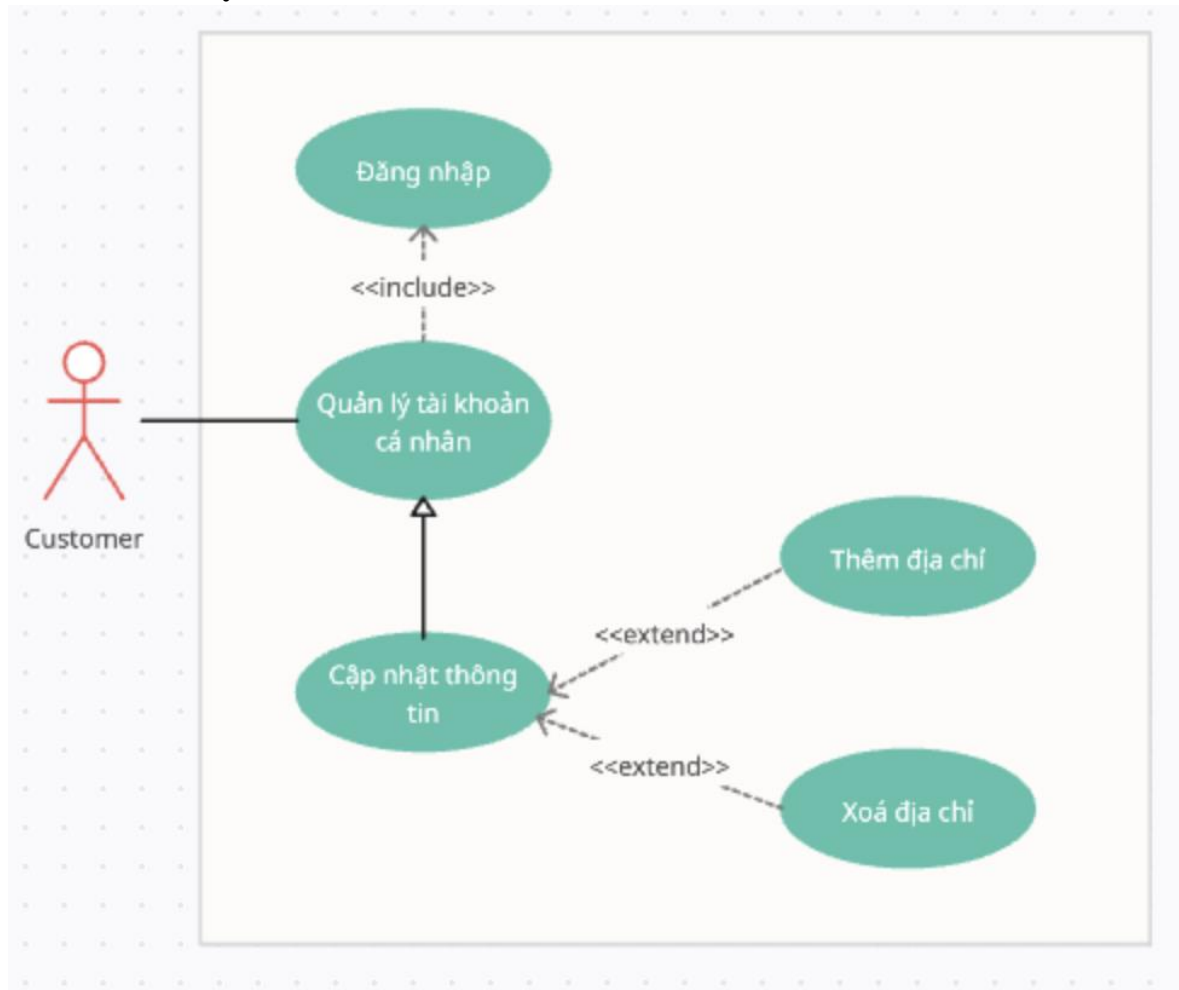 Đăng nhập
<<include>>
Quản lý tài khoản
cá nhân
Customer
Thêm địa chỉ
<<extend>>
Cập nhật thông
tin
<<extend>>
Xoá địa chỉ